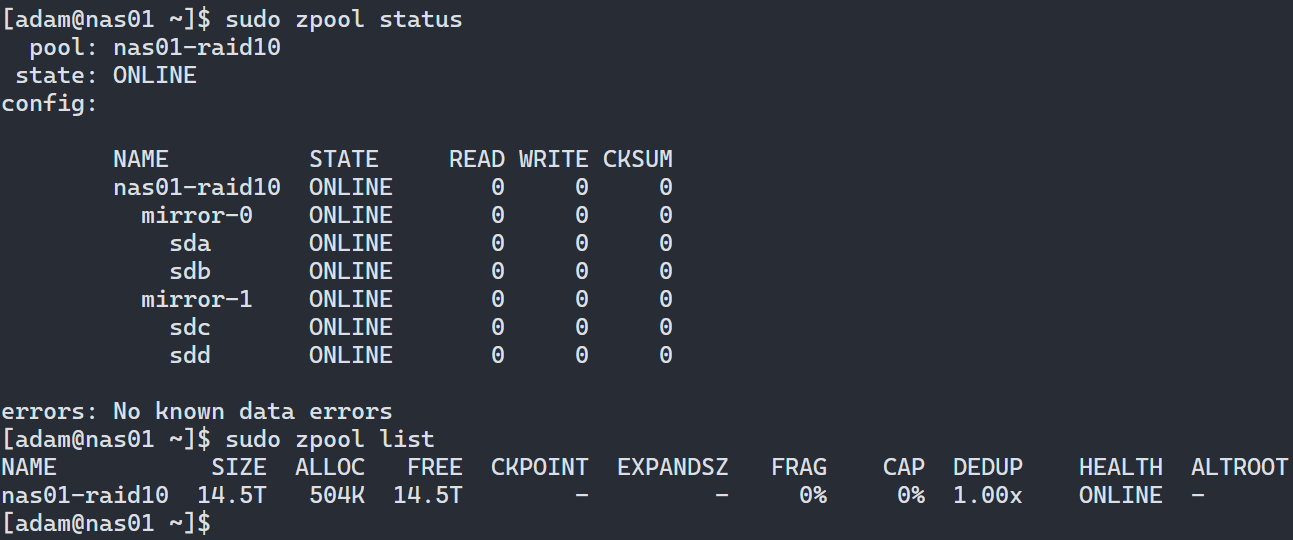 [adam@nas01 ~]$ sudo zpool status
  pool: nas01-raid10
 state: ONLINE
config:

        NAME          STATE     READ WRITE CKSUM
        nas01-raid10  ONLINE       0     0     0
          mirror-0    ONLINE       0     0     0
            sda       ONLINE       0     0     0
            sdb       ONLINE       0     0     0
          mirror-1    ONLINE       0     0     0
            sdc       ONLINE       0     0     0
            sdd       ONLINE       0     0     0

errors: No known data errors
[adam@nas01 ~]$ sudo zpool list
NAME           SIZE  ALLOC   FREE  CKPOINT  EXPANDSZ   FRAG    CAP  DEDUP    HEALTH  ALTROOT
nas01-raid10  14.5T   504K  14.5T        -         -     0%     0%  1.00x    ONLINE  -
[adam@nas01 ~]$